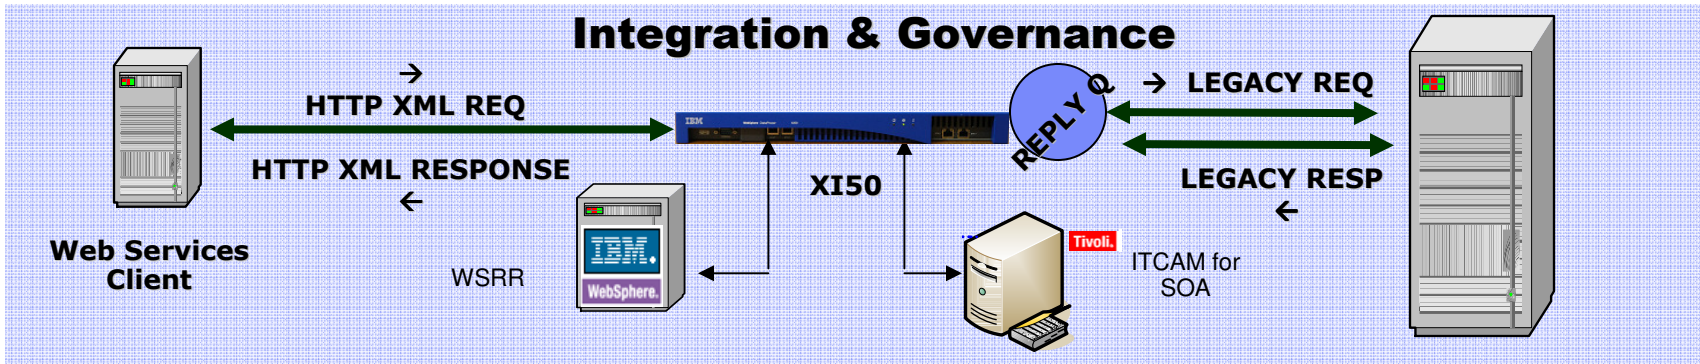 Integration & Governance
→
HTTP XML REQ
HTTP XML RESPONSE
←
Web Services
Client
IBM
XI50
REPLY Q
→ LEGACY REQ
LEGACY RESP
←
WSRR
IBM.
WebSphere.
Tivoli.
ITCAM for
SOA